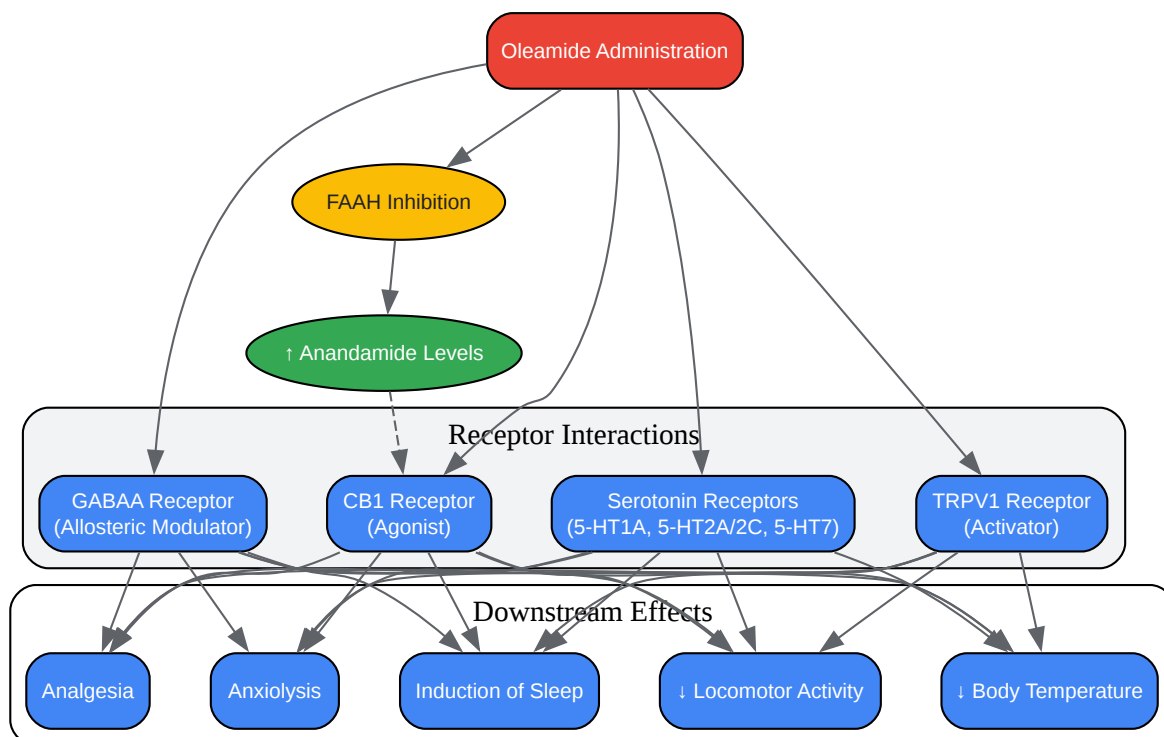 Oleamide Administration
FAAH Inhibition
↑ Anandamide Levels
Receptor Interactions
GABAA Receptor
(Allosteric Modulator)
CB1 Receptor
(Agonist)
Serotonin Receptors
(5-HT1A, 5-HT2A/2C, 5-HT7)
TRPV1 Receptor
(Activator)
Downstream Effects
Analgesia
Anxiolysis
Induction of Sleep
↓ Locomotor Activity
↓ Body Temperature